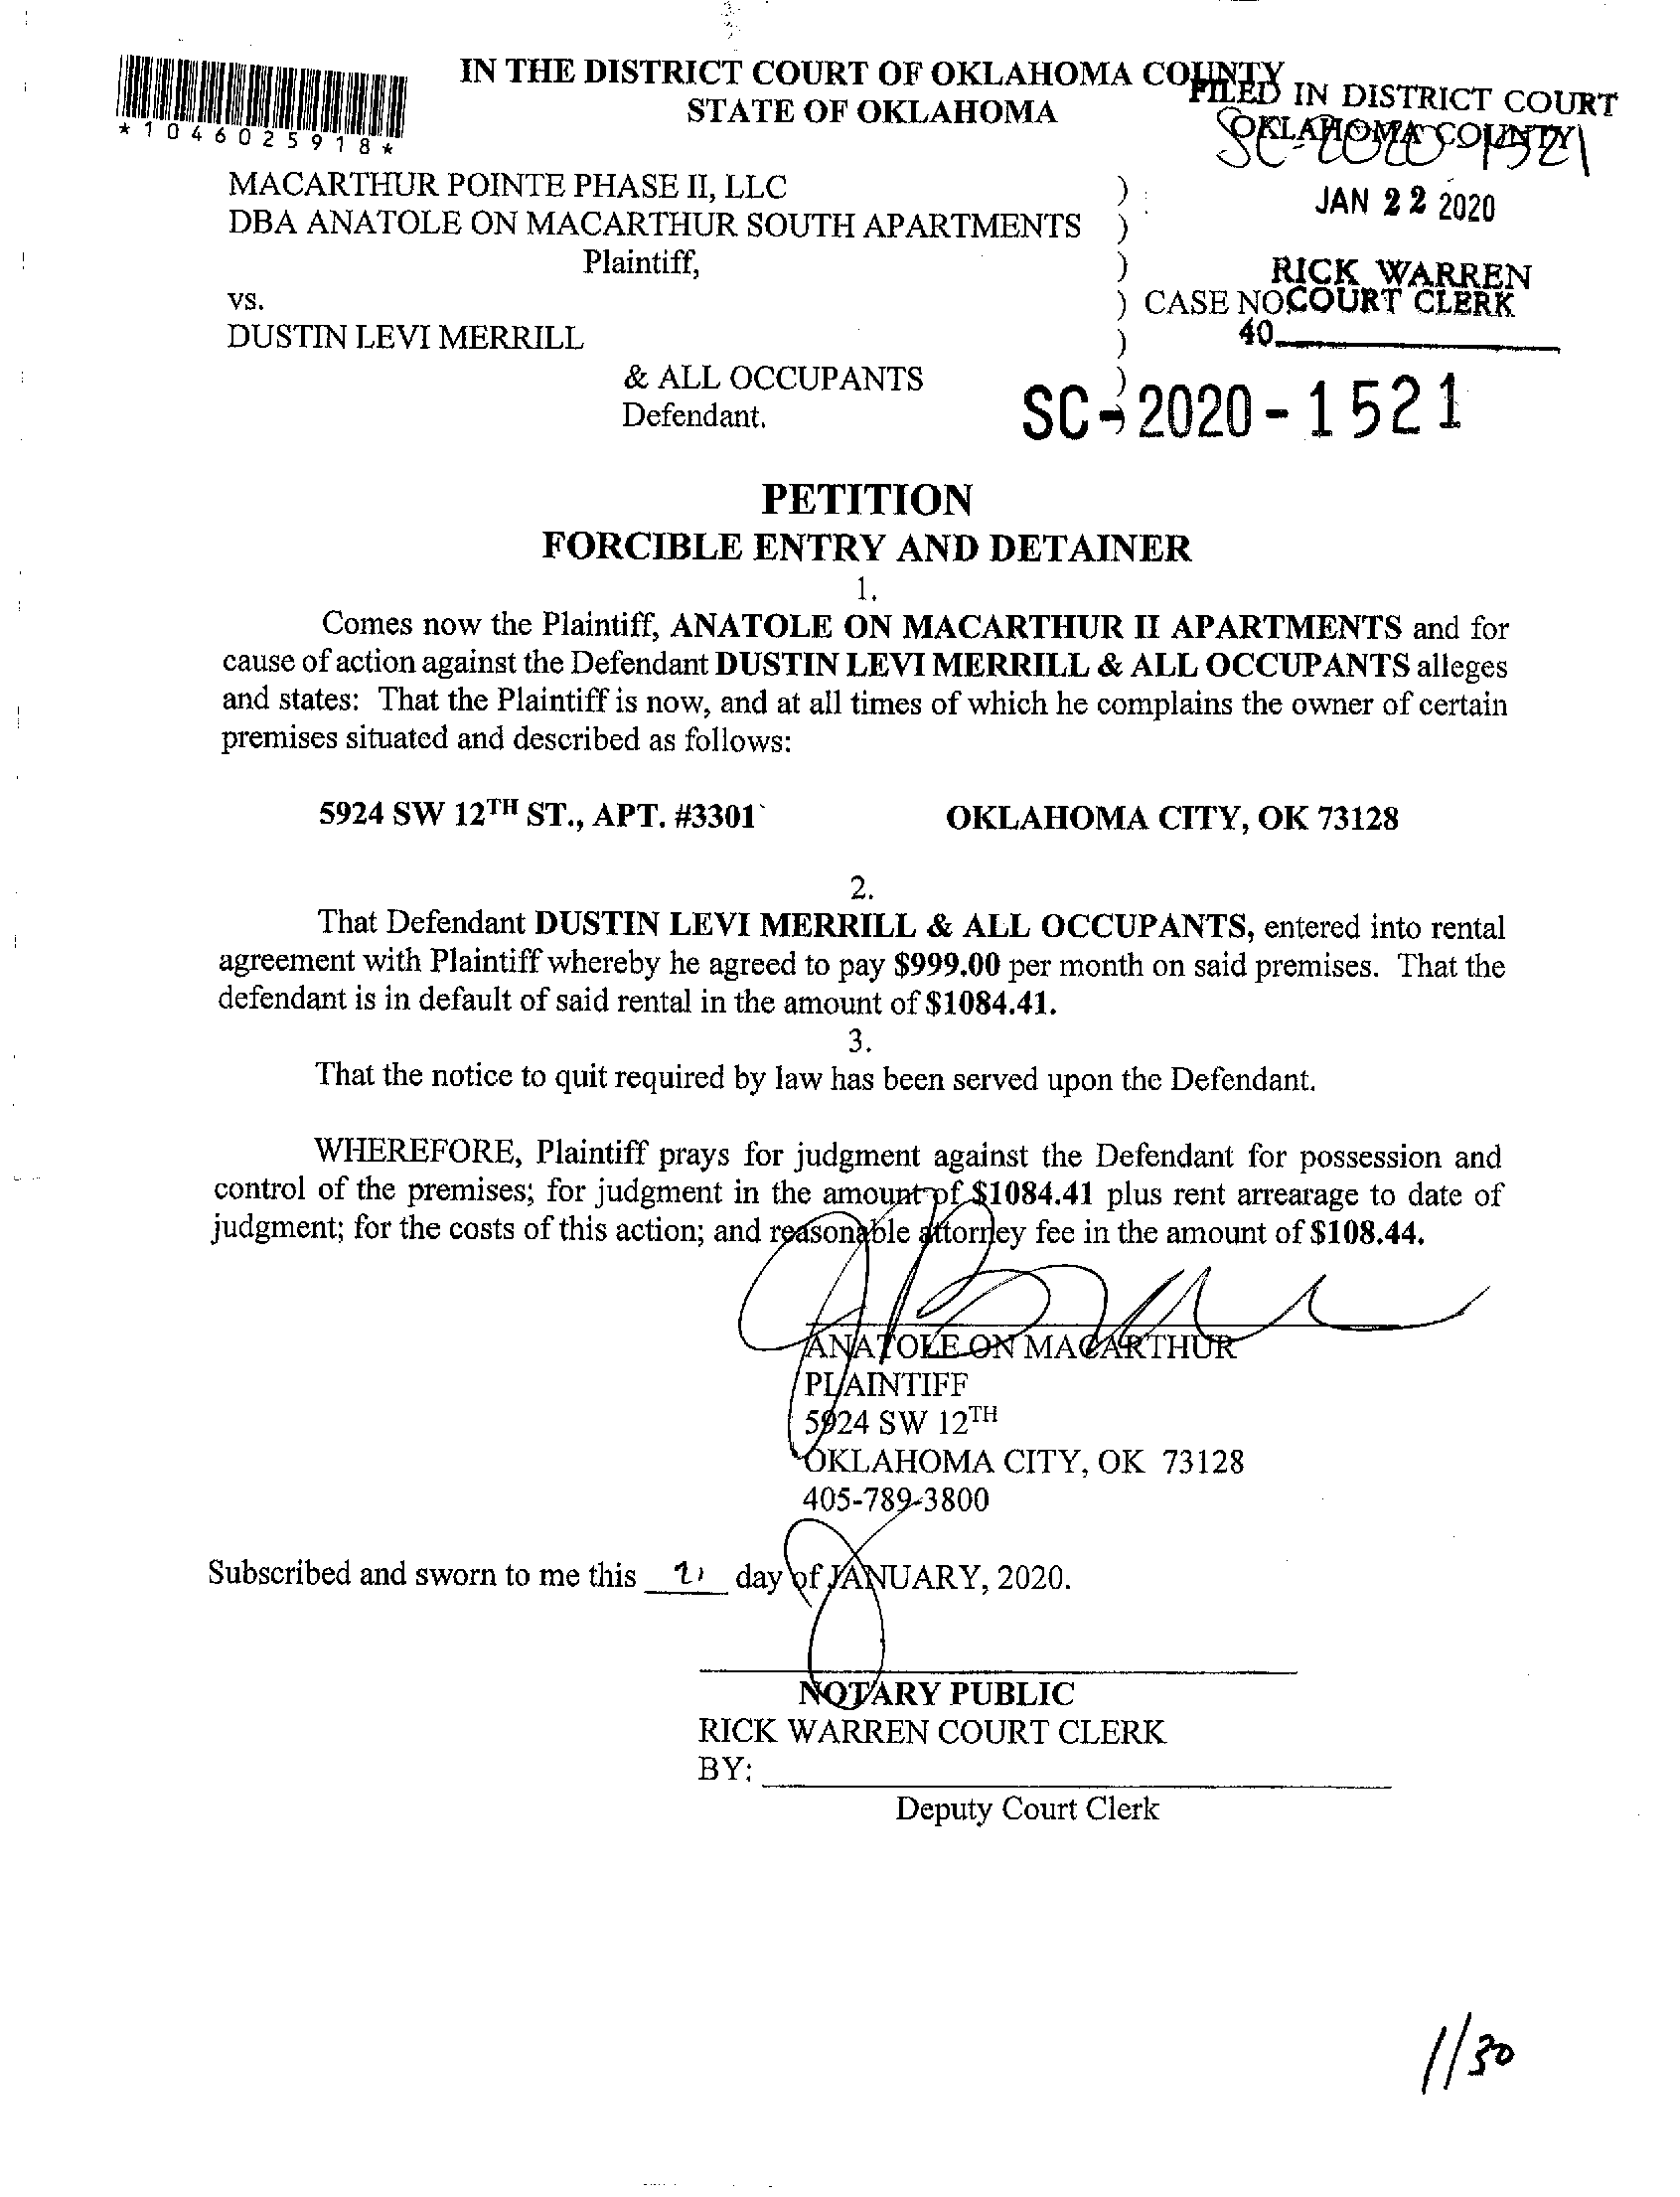 IN THE DISTRICT COURT OF OKLAHOMA COUNTY
STATE OF OKLAHOMA
FILED IN DISTRICT COURT
OKLAHOMA COUNTY
SC-2020-1521
*1046025918*
JAN 22 2020
MACARTHUR POINTE PHASE II, LLC )
DBA ANATOLE ON MACARTHUR SOUTH APARTMENTS )
Plaintiff, )
RICK WARREN
COURT CLERK
vs. ) CASE NO.
40
DUSTIN LEVI MERRILL )
& ALL OCCUPANTS )
Defendant. )
SC-2020-1521
PETITION
FORCIBLE ENTRY AND DETAINER
1.
Comes now the Plaintiff, ANATOLE ON MACARTHUR II APARTMENTS and for
cause of action against the Defendant DUSTIN LEVI MERRILL & ALL OCCUPANTS alleges
and states: That the Plaintiff is now, and at all times of which he complains the owner of certain
premises situated and described as follows:
5924 SW 12TH ST., APT. #3301 OKLAHOMA CITY, OK 73128
2.
That Defendant DUSTIN LEVI MERRILL & ALL OCCUPANTS, entered into rental
agreement with Plaintiff whereby he agreed to pay $999.00 per month on said premises. That the
defendant is in default of said rental in the amount of $1084.41.
3.
That the notice to quit required by law has been served upon the Defendant.
WHEREFORE, Plaintiff prays for judgment against the Defendant for possession and
control of the premises; for judgment in the amount of $1084.41 plus rent arrearage to date of
judgment; for the costs of this action; and reasonable attorney fee in the amount of $108.44.
ANATOLE ON MACARTHUR
PLAINTIFF
5924 SW 12TH
OKLAHOMA CITY, OK 73128
405-789-3800
Subscribed and sworn to me this 21 day of JANUARY, 2020.
NOTARY PUBLIC
RICK WARREN COURT CLERK
BY:
Deputy Court Clerk
1/30